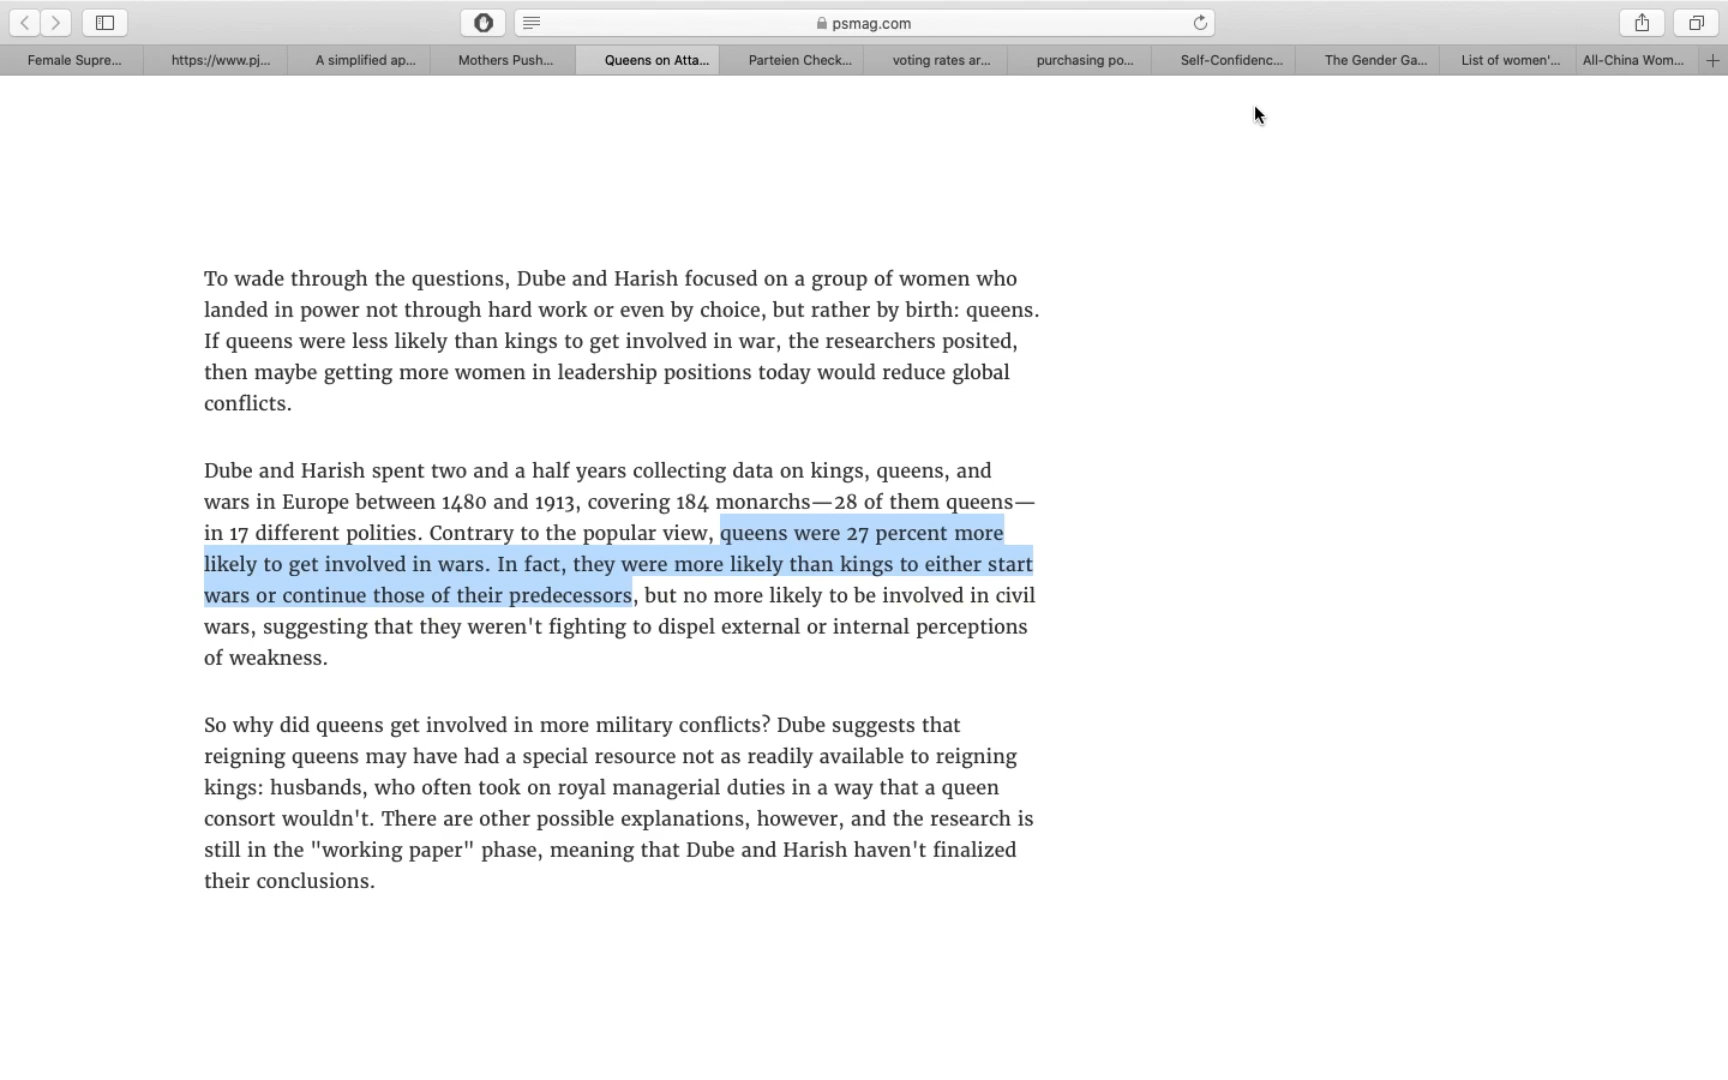 psmag.com
Female Supre...
https://www.pj...
A simplified ap...
Mothers Push...
Queens on Atta...
Parteien Check...
voting rates ar...
purchasing po...
Self-Confidenc...
The Gender Ga...
List of women'...
All-China Wom...
To wade through the questions, Dube and Harish focused on a group of women who
landed in power not through hard work or even by choice, but rather by birth: queens.
If queens were less likely than kings to get involved in war, the researchers posited,
then maybe getting more women in leadership positions today would reduce global
conflicts.
Dube and Harish spent two and a half years collecting data on kings, queens, and
wars in Europe between 1480 and 1913, covering 184 monarchs—28 of them queens—
in 17 different polities. Contrary to the popular view, queens were 27 percent more
likely to get involved in wars. In fact, they were more likely than kings to either start
wars or continue those of their predecessors, but no more likely to be involved in civil
wars, suggesting that they weren't fighting to dispel external or internal perceptions
of weakness.
So why did queens get involved in more military conflicts? Dube suggests that
reigning queens may have had a special resource not as readily available to reigning
kings: husbands, who often took on royal managerial duties in a way that a queen
consort wouldn't. There are other possible explanations, however, and the research is
still in the "working paper" phase, meaning that Dube and Harish haven't finalized
their conclusions.